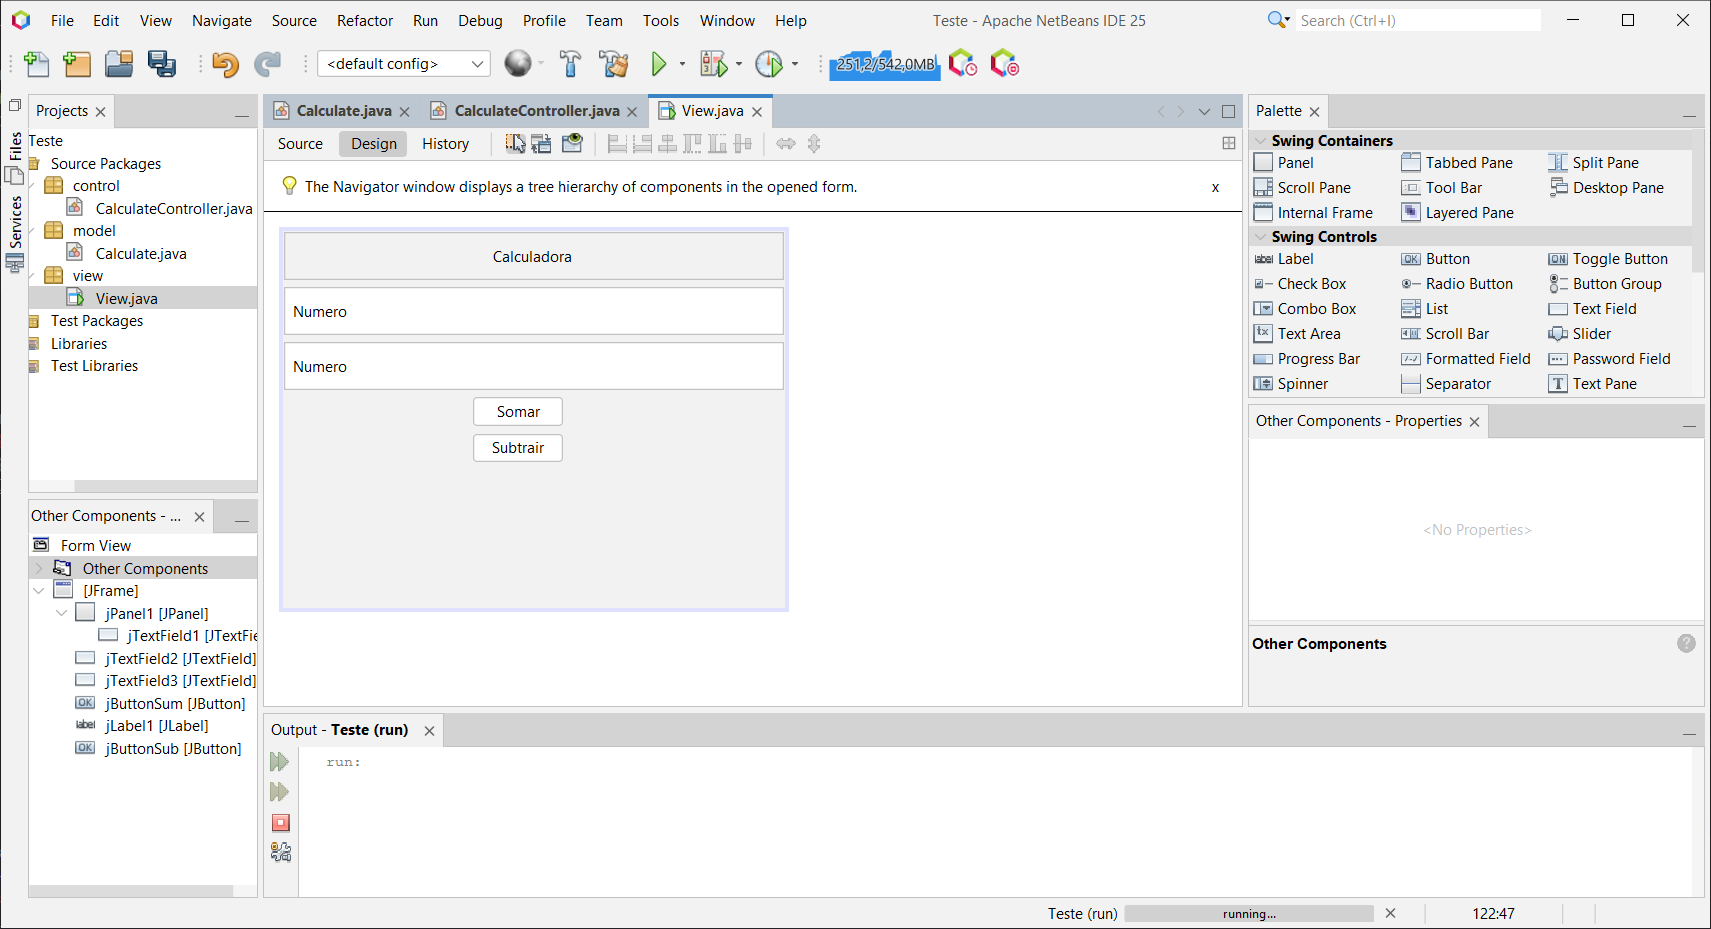 File Edit View Navigate Source Refactor Run Debug Profile Team Tools Window Help
Teste - Apache NetBeans IDE 25
Search (Ctrl+I)
<default config>
251,2/542,0MB
Files
Services
Projects
Teste
Source Packages
control
CalculateController.java
model
Calculate.java
view
View.java
Test Packages
Libraries
Test Libraries
Other Components - ...
Form View
Other Components
[JFrame]
jPanel1 [JPanel]
jTextField1 [JTextFie
jTextField2 [JTextField]
jTextField3 [JTextField]
OK jButtonSum [JButton]
label jLabel1 [JLabel]
OK jButtonSub [JButton]
Calculate.java CalculateController.java View.java
Source Design History
The Navigator window displays a tree hierarchy of components in the opened form.
x
Calculadora
Numero
Numero
Somar
Subtrair
Output - Teste (run)
run:
Palette
Swing Containers
Panel Tabbed Pane Split Pane
Scroll Pane Tool Bar Desktop Pane
Internal Frame Layered Pane
Swing Controls
label Label OK Button ON Toggle Button
Check Box Radio Button Button Group
Combo Box List Text Field
tx Text Area Scroll Bar Slider
Progress Bar Formatted Field Password Field
Spinner Separator T Text Pane
Other Components - Properties
<No Properties>
Other Components
?
Teste (run)
running...
122:47